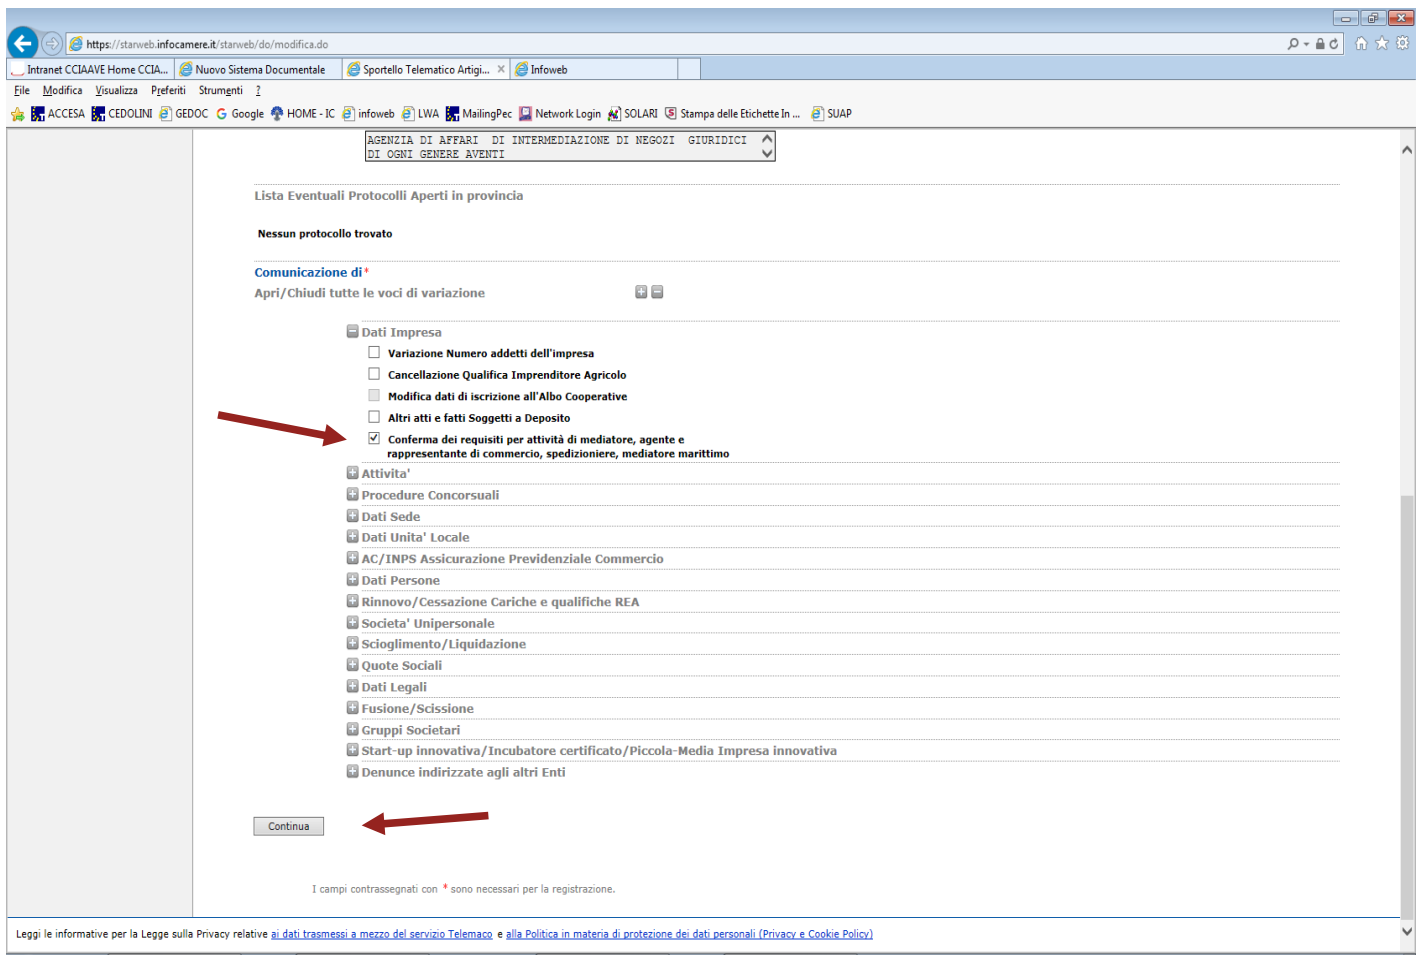 https://starweb.infocamere.it/starweb/do/modifica.do
Intranet CCIAAVE Home CCIA... Nuovo Sistema Documentale Sportello Telematico Artigi... Infoweb
File Modifica Visualizza Preferiti Strumenti ?
ACCESA CEDOLINI GEDOC Google HOME - IC infoweb LWA MailingPec Network Login SOLARI Stampa delle Etichette In ... SUAP
AGENZIA DI AFFARI DI INTERMEDIAZIONE DI NEGOZI GIURIDICI
DI OGNI GENERE AVENTI
Lista Eventuali Protocolli Aperti in provincia
Nessun protocollo trovato
Comunicazione di*
Apri/Chiudi tutte le voci di variazione
Dati Impresa
Variazione Numero addetti dell'impresa
Cancellazione Qualifica Imprenditore Agricolo
Modifica dati di iscrizione all'Albo Cooperative
Altri atti e fatti Soggetti a Deposito
Conferma dei requisiti per attività di mediatore, agente e
rappresentante di commercio, spedizioniere, mediatore marittimo
Attivita'
Procedure Concorsuali
Dati Sede
Dati Unita' Locale
AC/INPS Assicurazione Previdenziale Commercio
Dati Persone
Rinnovo/Cessazione Cariche e qualifiche REA
Societa' Unipersonale
Scioglimento/Liquidazione
Quote Sociali
Dati Legali
Fusione/Scissione
Gruppi Societari
Start-up innovativa/Incubatore certificato/Piccola-Media Impresa innovativa
Denunce indirizzate agli altri Enti
Continua
I campi contrassegnati con * sono necessari per la registrazione.
Leggi le informative per la Legge sulla Privacy relative ai dati trasmessi a mezzo del servizio Telemaco e alla Politica in materia di protezione dei dati personali (Privacy e Cookie Policy)